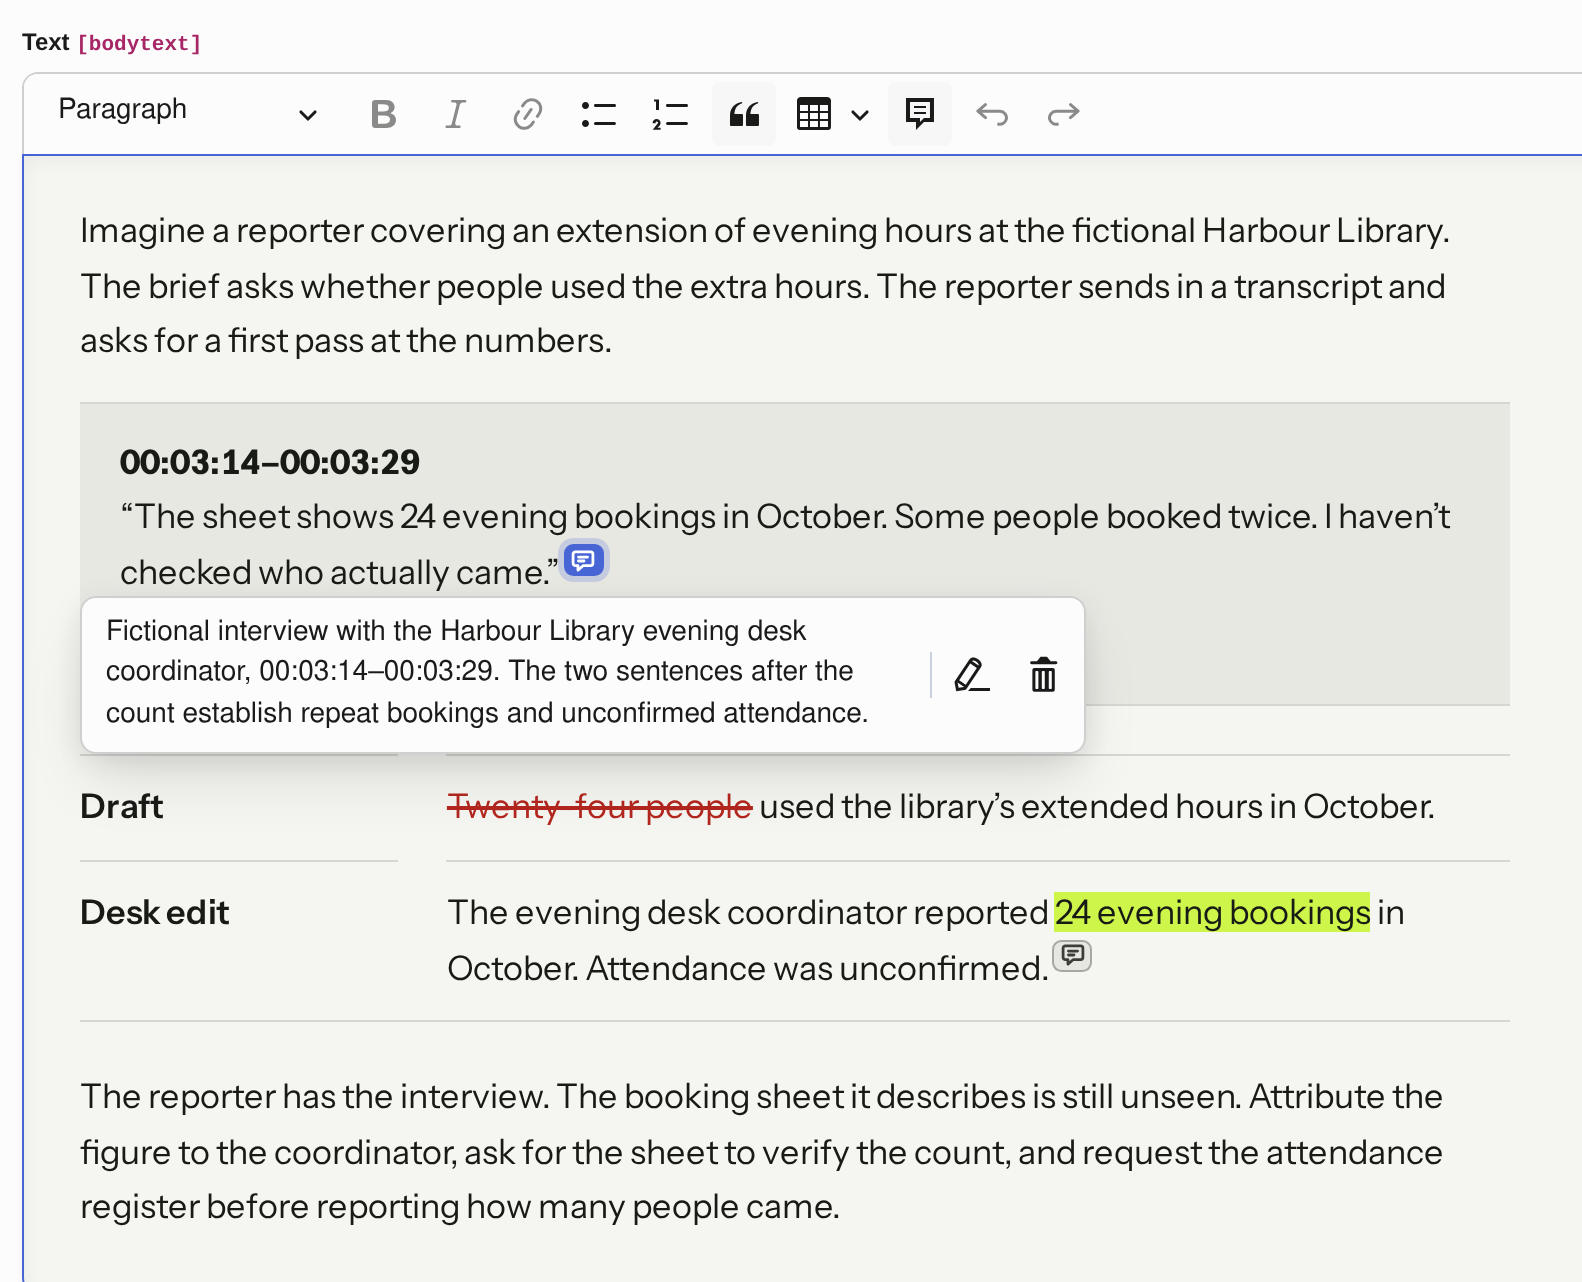 Text [bodytext]
Paragraph
Imagine a reporter covering an extension of evening hours at the fictional Harbour Library.
The brief asks whether people used the extra hours. The reporter sends in a transcript and
asks for a first pass at the numbers.
00:03:14–00:03:29
“The sheet shows 24 evening bookings in October. Some people booked twice. I haven’t
checked who actually came.”
Fictional interview with the Harbour Library evening desk
coordinator, 00:03:14–00:03:29. The two sentences after the
count establish repeat bookings and unconfirmed attendance.
Draft
Twenty-four people used the library’s extended hours in October.
Desk edit
The evening desk coordinator reported 24 evening bookings in
October. Attendance was unconfirmed.
The reporter has the interview. The booking sheet it describes is still unseen. Attribute the
figure to the coordinator, ask for the sheet to verify the count, and request the attendance
register before reporting how many people came.